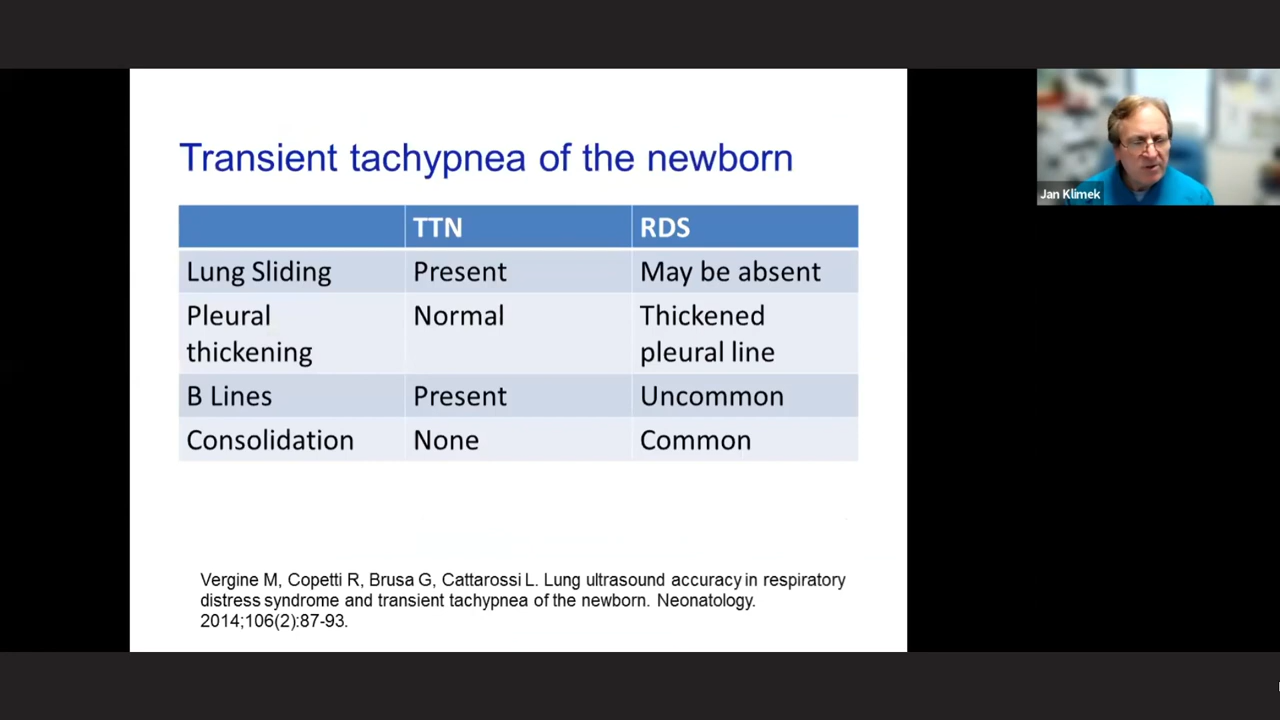 Transient tachypnea of the newborn
TTN RDS
Lung Sliding Present May be absent
Pleural thickening Normal Thickened pleural line
B Lines Present Uncommon
Consolidation None Common
Vergine M, Copetti R, Brusa G, Cattarossi L. Lung ultrasound accuracy in respiratory
distress syndrome and transient tachypnea of the newborn. Neonatology.
2014;106(2):87-93.
Jan Klimek